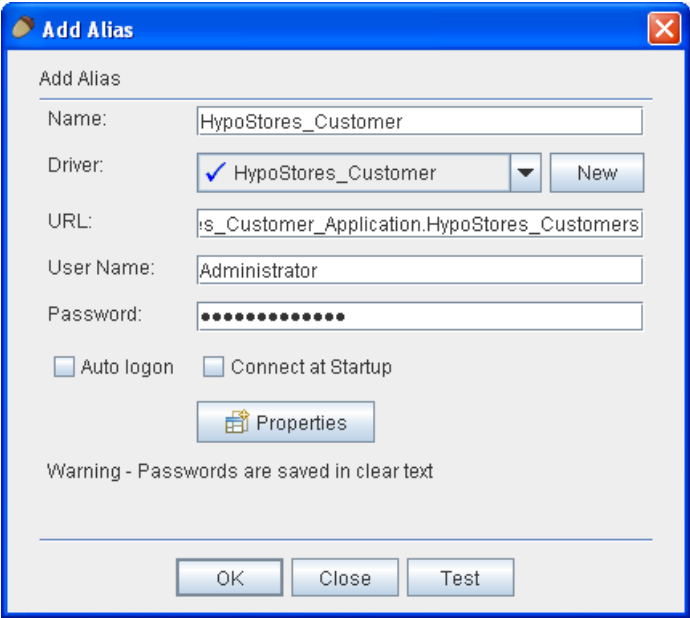 Add Alias
Add Alias
Name: HypoStores_Customer
Driver: HypoStores_Customer New
URL: s_Customer_Application.HypoStores_Customers
User Name: Administrator
Password: •••••••••••••
Auto logon Connect at Startup
Properties
Warning - Passwords are saved in clear text
OK Close Test